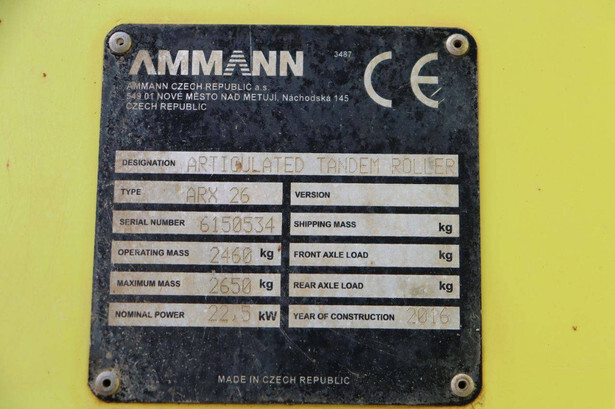 AMMANN
3487
CE
AMMANN CZECH REPUBLIC a.s.
549 01 NOVÉ MĚSTO NAD METUJÍ, Náchodská 145
CZECH REPUBLIC
DESIGNATION ARTICULATED TANDEM ROLLER
TYPE ARX 26 VERSION
SERIAL NUMBER 6150534 SHIPPING MASS kg
OPERATING MASS 2460 kg FRONT AXLE LOAD kg
MAXIMUM MASS 2650 kg REAR AXLE LOAD kg
NOMINAL POWER 22,5 kW YEAR OF CONSTRUCTION 2016
MADE IN CZECH REPUBLIC